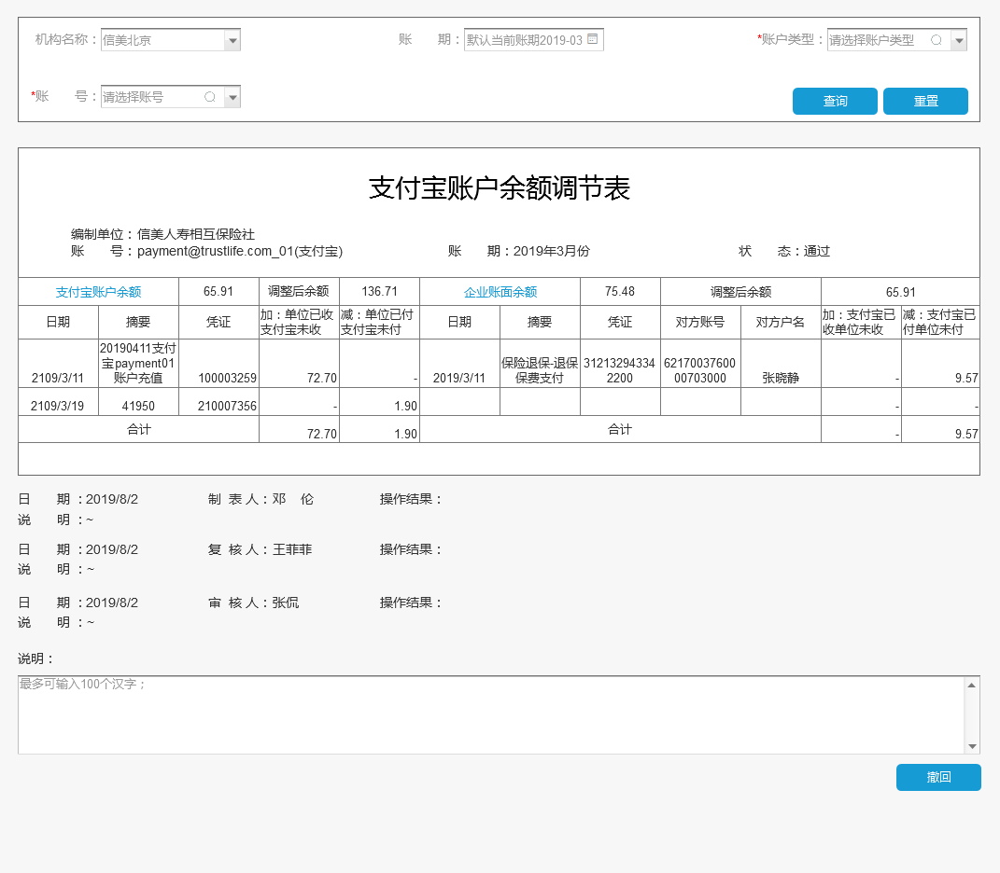 机构名称：信美北京 账　　期：默认当前账期2019-03 *账户类型：请选择账户类型
*账　　号：请选择账号
查询 重置
支付宝账户余额调节表
编制单位：信美人寿相互保险社
账　　号：payment@trustlife.com_01(支付宝) 账　　期：2019年3月份 状　　态：通过
支付宝账户余额 65.91 调整后余额 136.71 企业账面余额 75.48 调整后余额 65.91
日期 摘要 凭证 加：单位已收支付宝未收 减：单位已付支付宝未付 日期 摘要 凭证 对方账号 对方户名 加：支付宝已收单位未收 减：支付宝已付单位未付
2109/3/11 20190411支付宝payment01账户充值 100003259 72.70 - 2019/3/11 保险退保-退保保费支付 312132943342200 6217003760000703000 张晓静 - 9.57
2109/3/19 41950 210007356 - 1.90 - -
合计 72.70 1.90 合计 - 9.57
日　　期 ：2019/8/2 制 表 人：邓　伦 操作结果：
说　　明 ：~
日　　期 ：2019/8/2 复 核 人：王菲菲 操作结果：
说　　明 ：~
日　　期 ：2019/8/2 审 核 人：张侃 操作结果：
说　　明 ：~
说明：
最多可输入100个汉字；
撤回